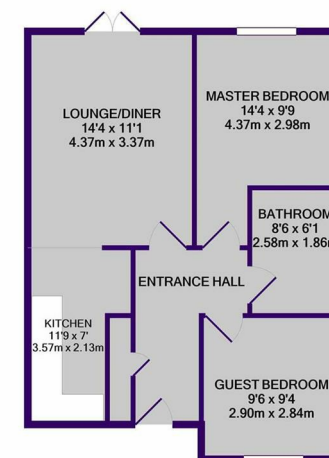 LOUNGE/DINER
14'4 x 11'1
4.37m x 3.37m
MASTER BEDROOM
14'4 x 9'9
4.37m x 2.98m
BATHROOM
8'6 x 6'1
2.58m x 1.86m
ENTRANCE HALL
KITCHEN
11'9 x 7'
3.57m x 2.13m
GUEST BEDROOM
9'6 x 9'4
2.90m x 2.84m